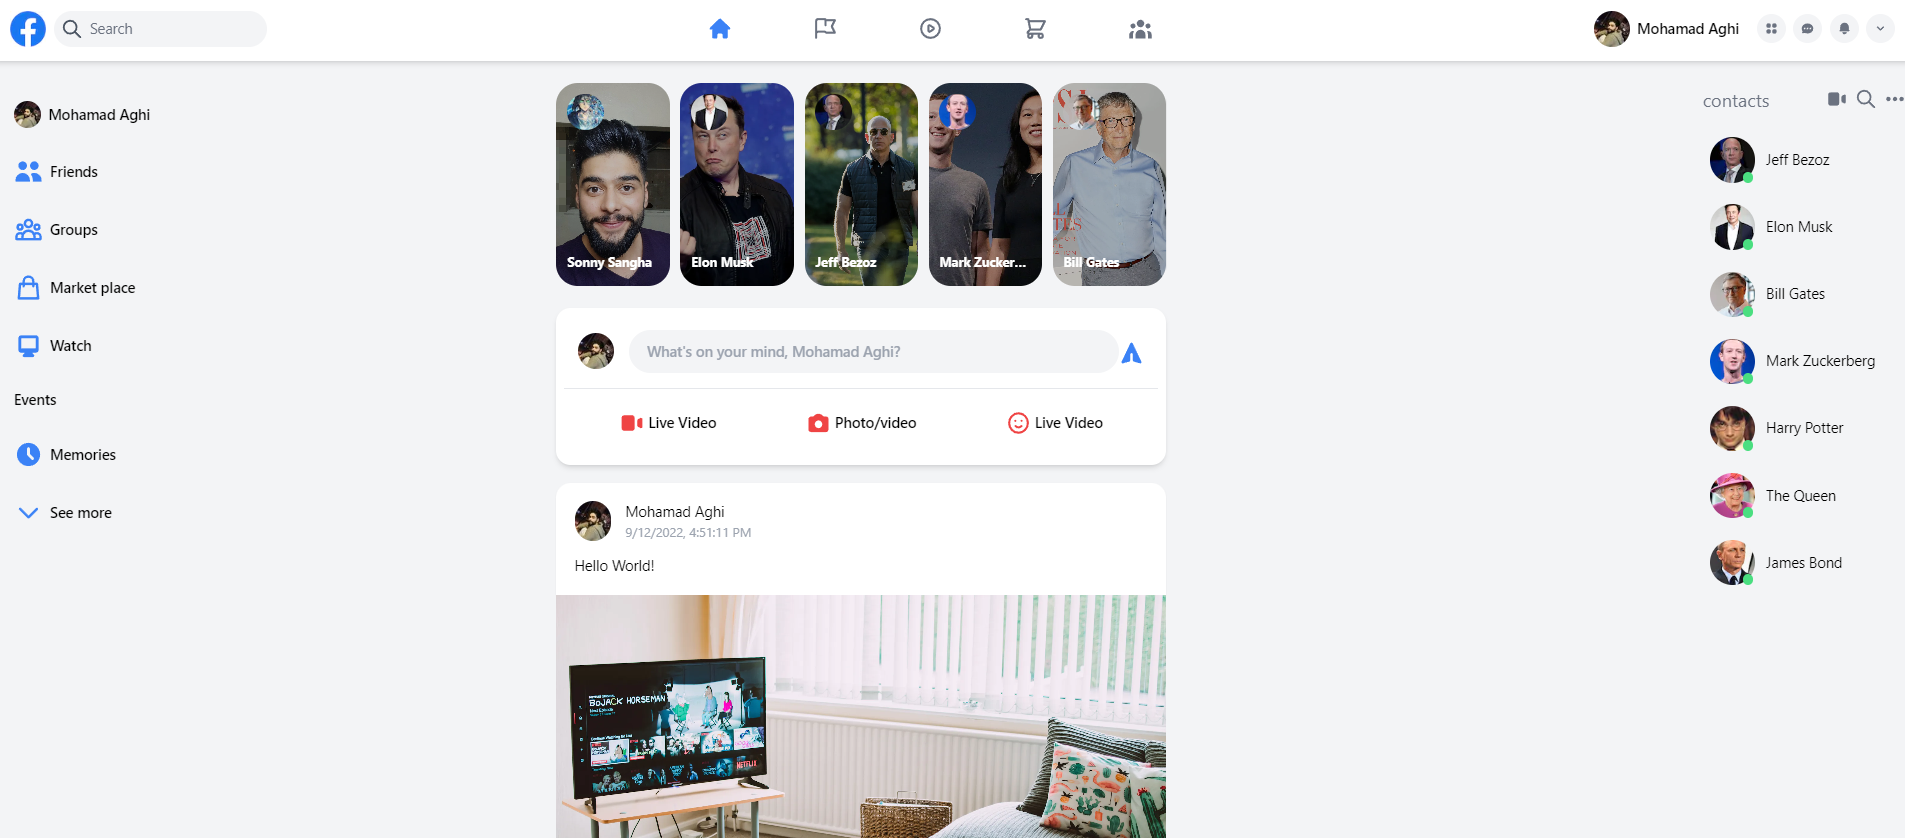 Search
Mohamad Aghi
Mohamad Aghi
Friends
Groups
Market place
Watch
Events
Memories
See more
Sonny Sangha
Elon Musk
Jeff Bezoz
Mark Zucker...
Bill Gates
What's on your mind, Mohamad Aghi?
Live Video
Photo/video
Live Video
Mohamad Aghi
9/12/2022, 4:51:11 PM
Hello World!
BOJACK HORSEMAN
NETFLIX
contacts
Jeff Bezoz
Elon Musk
Bill Gates
Mark Zuckerberg
Harry Potter
The Queen
James Bond